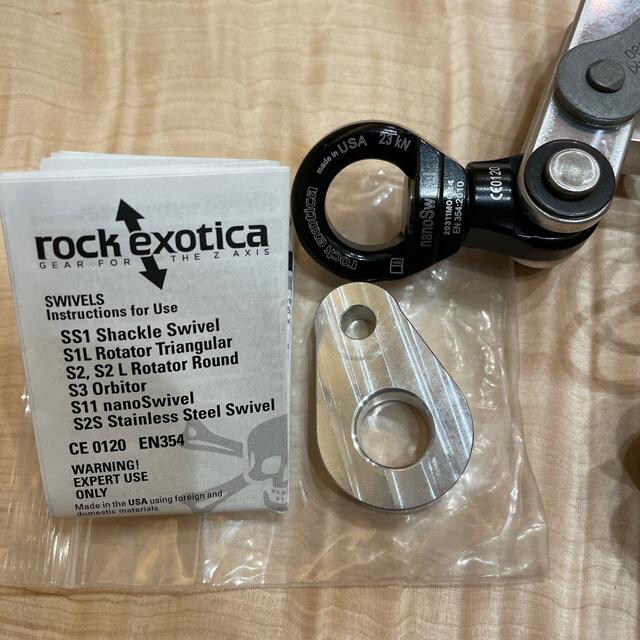 rock exotica
GEAR FOR THE Z AXIS
SWIVELS
Instructions for Use
SS1 Shackle Swivel
S1L Rotator Triangular
S2, S2 L Rotator Round
S3 Orbitor
S11 nanoSwivel
S2S Stainless Steel Swivel
CE 0120 EN354
WARNING!
EXPERT USE
ONLY
Made in the USA using foreign and
domestic materials
made in USA
23 kN
rock exotica
EN 354:2010
CE0120